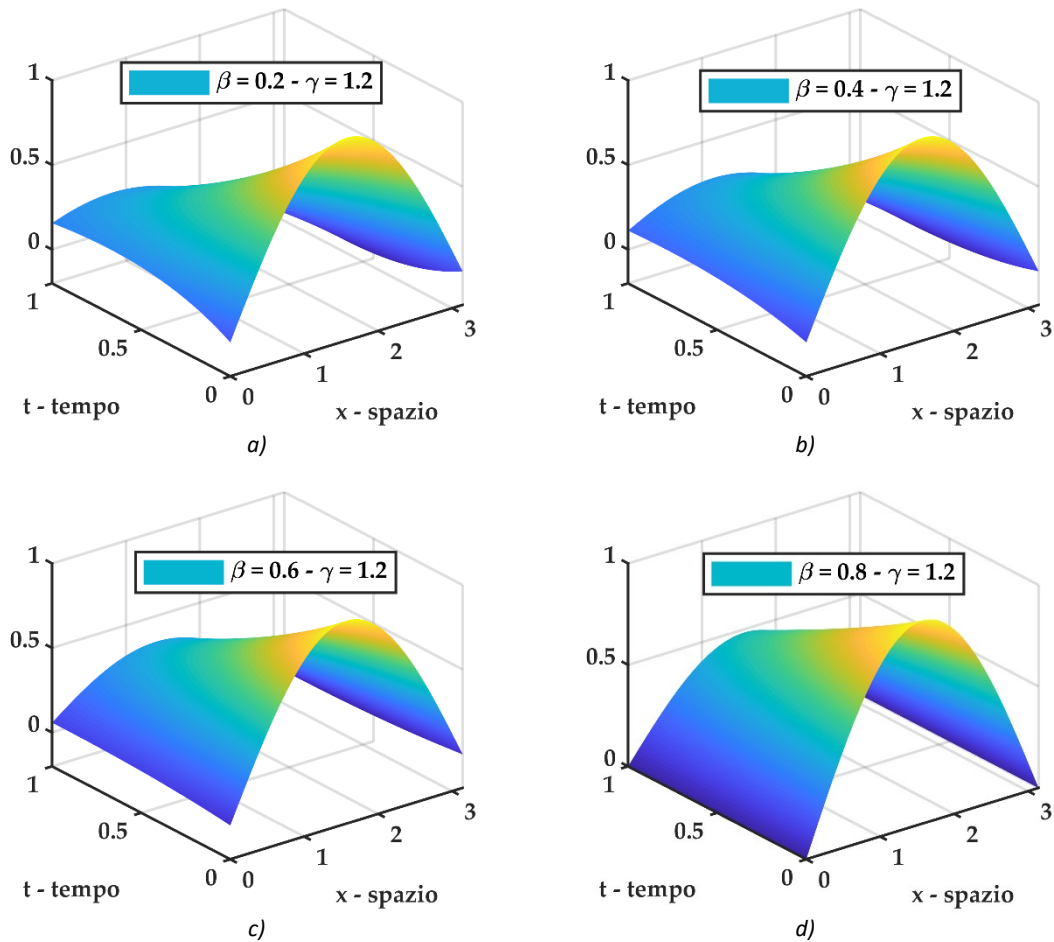 β = 0.2 - γ = 1.2
1
0.5
0
1
0.5
0
0
1
2
3
t - tempo
x - spazio
a)
β = 0.4 - γ = 1.2
1
0.5
0
1
0.5
0
0
1
2
3
t - tempo
x - spazio
b)
β = 0.6 - γ = 1.2
1
0.5
0
1
0.5
0
0
1
2
3
t - tempo
x - spazio
c)
β = 0.8 - γ = 1.2
1
0.5
0
1
0.5
0
0
1
2
3
t - tempo
x - spazio
d)